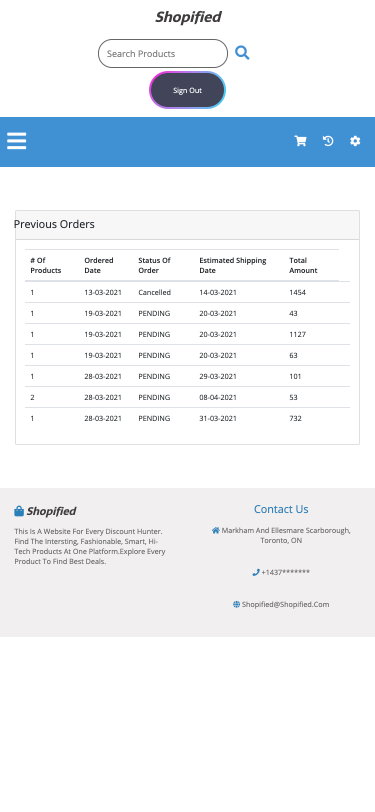 Shopified
Search Products
Sign Out
Previous Orders
# Of Products	Ordered Date	Status Of Order	Estimated Shipping Date	Total Amount
1	13-03-2021	Cancelled	14-03-2021	1454
1	19-03-2021	PENDING	20-03-2021	43
1	19-03-2021	PENDING	20-03-2021	1127
1	19-03-2021	PENDING	20-03-2021	63
1	28-03-2021	PENDING	29-03-2021	101
2	28-03-2021	PENDING	08-04-2021	53
1	28-03-2021	PENDING	31-03-2021	732
Shopified
This Is A Website For Every Discount Hunter.
Find The Intersting, Fashionable, Smart, Hi-
Tech Products At One Platform.Explore Every
Product To Find Best Deals.
Contact Us
Markham And Ellesmare Scarborough,
Toronto, ON
+1437*******
Shopified@Shopified.Com